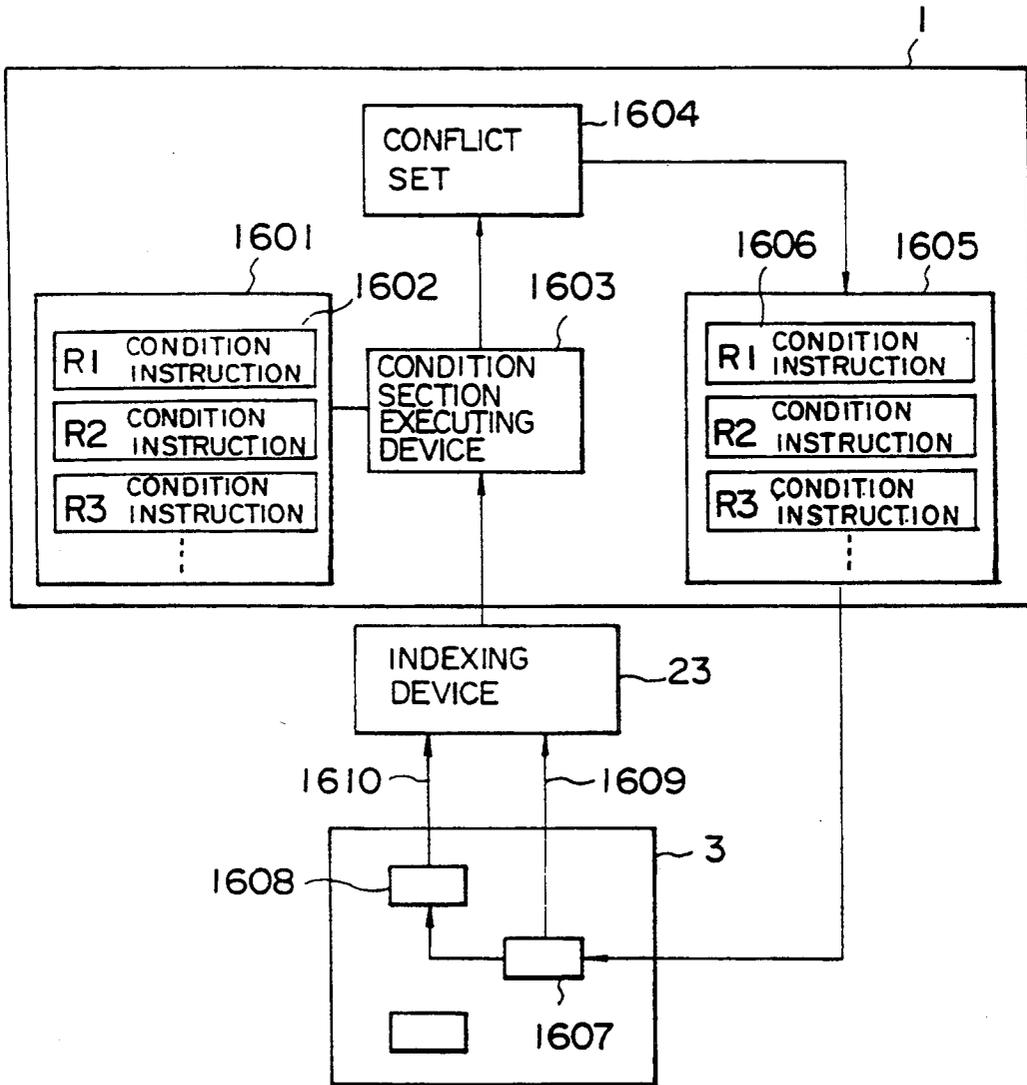 1
CONFLICT
SET
1604
1601
1602
R1 CONDITION
INSTRUCTION
R2 CONDITION
INSTRUCTION
R3 CONDITION
INSTRUCTION
1603
CONDITION
SECTION
EXECUTING
DEVICE
1606
1605
R1 CONDITION
INSTRUCTION
R2 CONDITION
INSTRUCTION
R3 CONDITION
INSTRUCTION
INDEXING
DEVICE
23
1610
1609
3
1608
1607